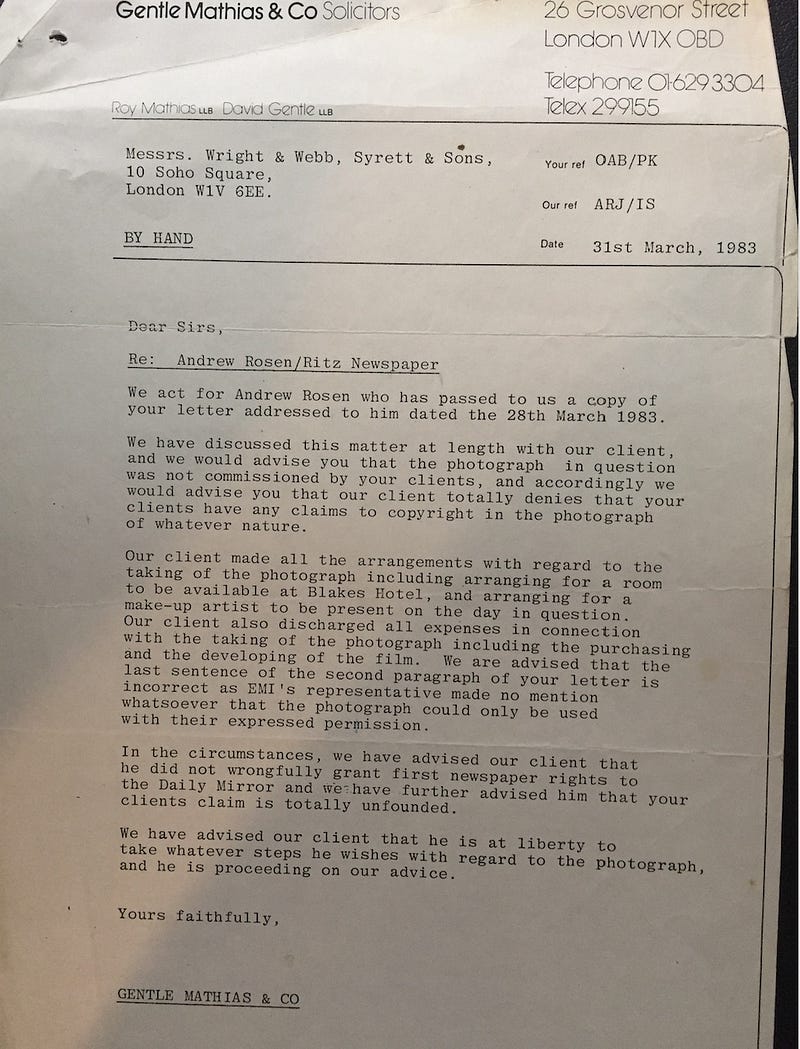 Gentle Mathias & Co Solicitors
26 Grosvenor Street
London W1X OBD
Telephone 01-629 3304
Telex 299155
Roy Mathias LLB David Gentle LLB
Messrs. Wright & Webb, Syrett & Sons,
10 Soho Square,
London W1V 6EE.
BY HAND
Your ref OAB/PK
Our ref ARJ/IS
Date 31st March, 1983
Dear Sirs,
Re: Andrew Rosen/Ritz Newspaper
We act for Andrew Rosen who has passed to us a copy of
your letter addressed to him dated the 28th March 1983.
We have discussed this matter at length with our client,
and we would advise you that the photograph in question
was not commissioned by your clients, and accordingly we
would advise you that our client totally denies that your
clients have any claims to copyright in the photograph
of whatever nature.
Our client made all the arrangements with regard to the
taking of the photograph including arranging for a room
to be available at Blakes Hotel, and arranging for a
make-up artist to be present on the day in question.
Our client also discharged all expenses in connection
with the taking of the photograph including the purchasing
and the developing of the film. We are advised that the
last sentence of the second paragraph of your letter is
incorrect as EMI's representative made no mention
whatsoever that the photograph could only be used
with their expressed permission.
In the circumstances, we have advised our client that
he did not wrongfully grant first newspaper rights to
the Daily Mirror and we have further advised him that your
clients claim is totally unfounded.
We have advised our client that he is at liberty to
take whatever steps he wishes with regard to the photograph,
and he is proceeding on our advice.
Yours faithfully,
GENTLE MATHIAS & CO